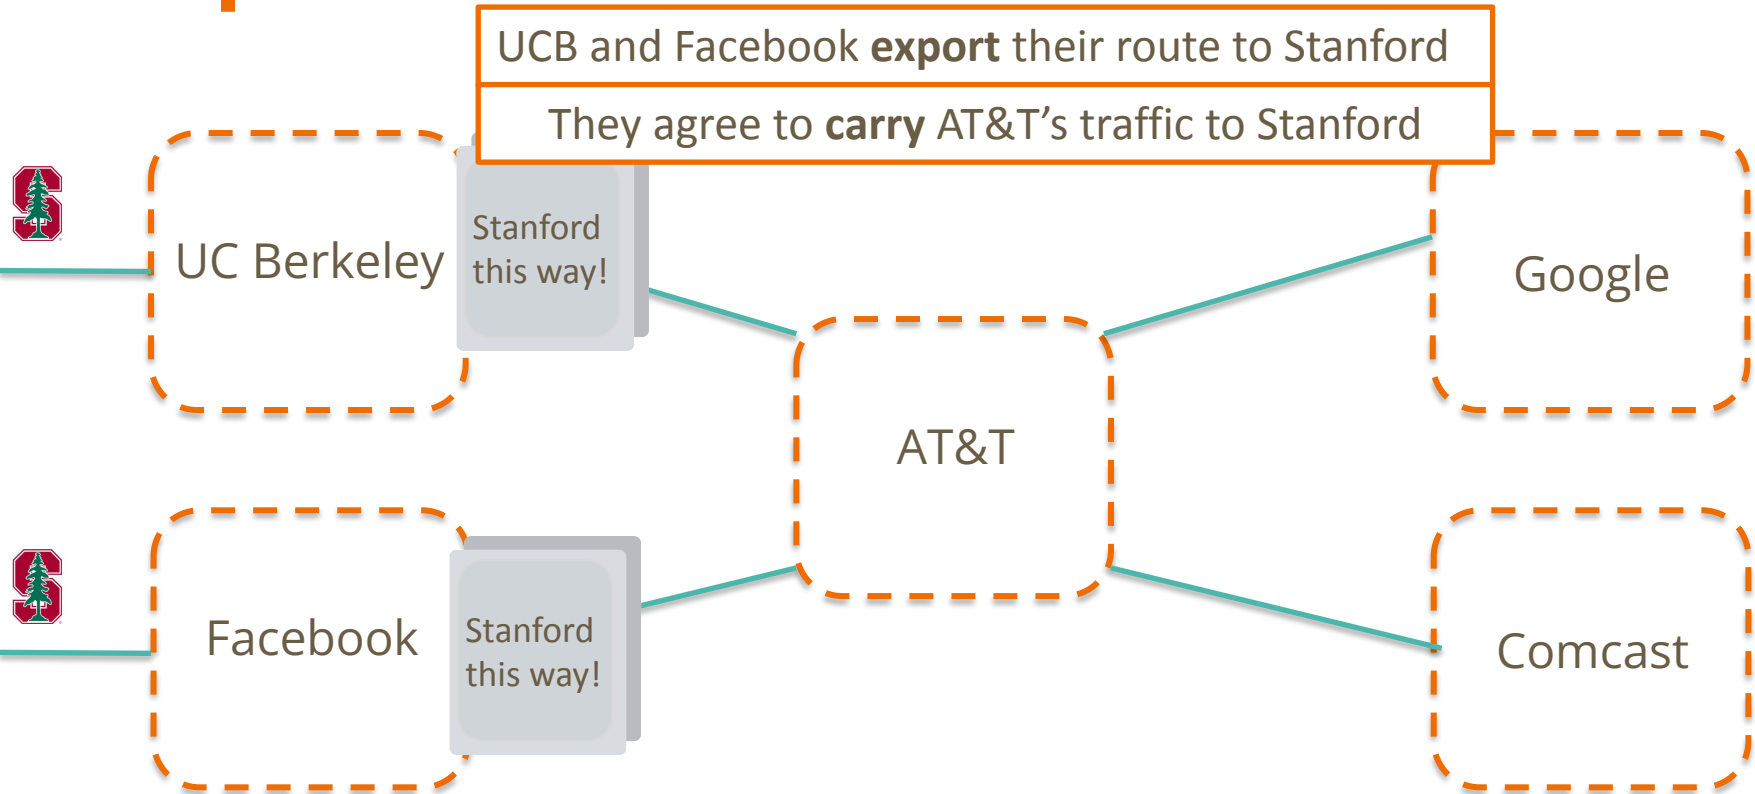 UCB and Facebook export their route to Stanford
They agree to carry AT&T’s traffic to Stanford
S
UC Berkeley
Stanford
this way!
Google
AT&T
S
Facebook
Stanford
this way!
Comcast